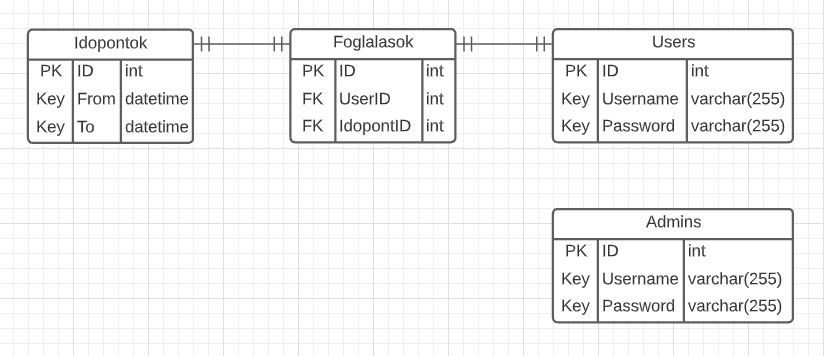 Idopontok
PK ID int
Key From datetime
Key To datetime
Foglalasok
PK ID int
FK UserID int
FK IdopontID int
Users
PK ID int
Key Username varchar(255)
Key Password varchar(255)
Admins
PK ID int
Key Username varchar(255)
Key Password varchar(255)